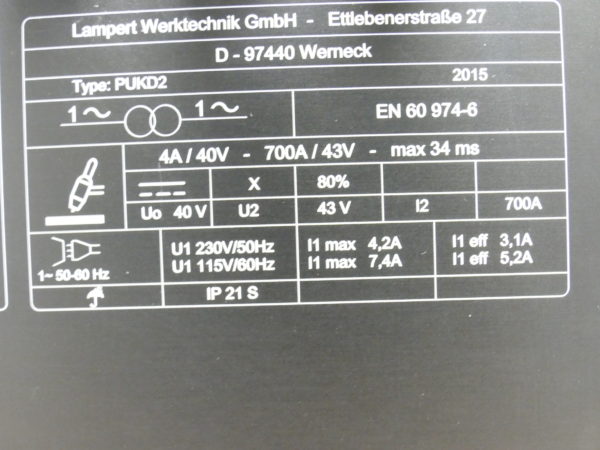 Lampert Werktechnik GmbH - Ettlebenerstraße 27
D - 97440 Werneck
Type: PUKD2 2015
1~ 1~ EN 60 974-6
4A / 40V - 700A / 43V - max 34 ms
X 80%
Uo 40 V U2 43 V I2 700A
U1 230V/50Hz I1 max 4,2A I1 eff 3,1A
U1 115V/60Hz I1 max 7,4A I1 eff 5,2A
1~ 50-60 Hz
IP 21 S